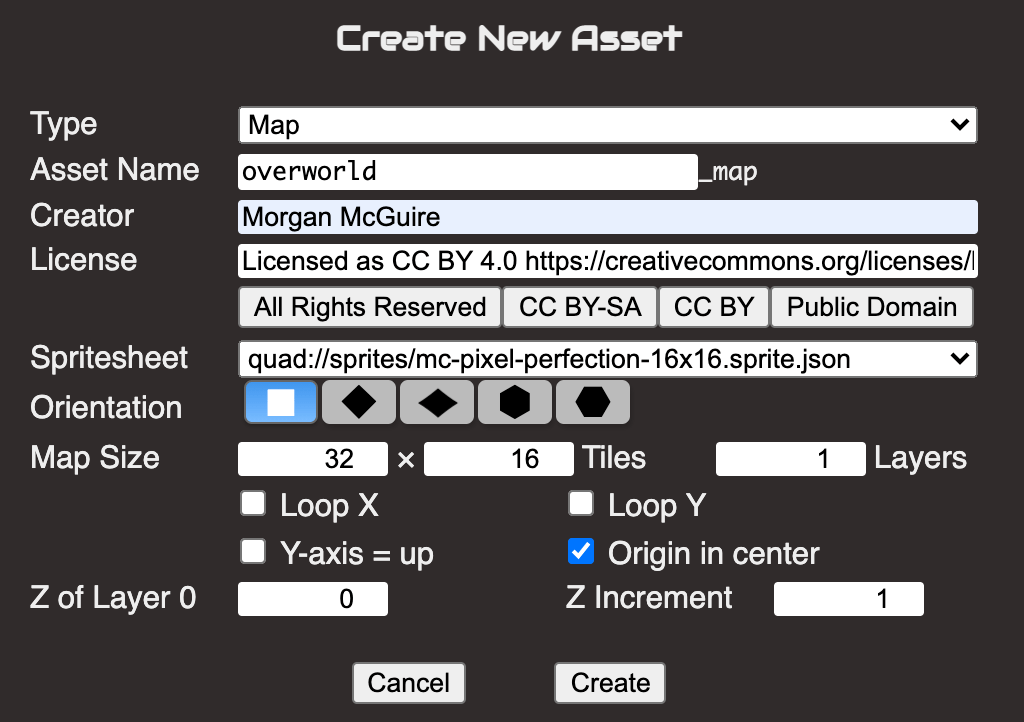 Create New Asset
Type Map
Asset Name overworld_map
Creator Morgan McGuire
License Licensed as CC BY 4.0 https://creativecommons.org/licenses/
All Rights Reserved CC BY-SA CC BY Public Domain
Spritesheet quad://sprites/mc-pixel-perfection-16x16.sprite.json
Orientation
Map Size 32 × 16 Tiles 1 Layers
Loop X Loop Y
Y-axis = up Origin in center
Z of Layer 0 0 Z Increment 1
Cancel Create